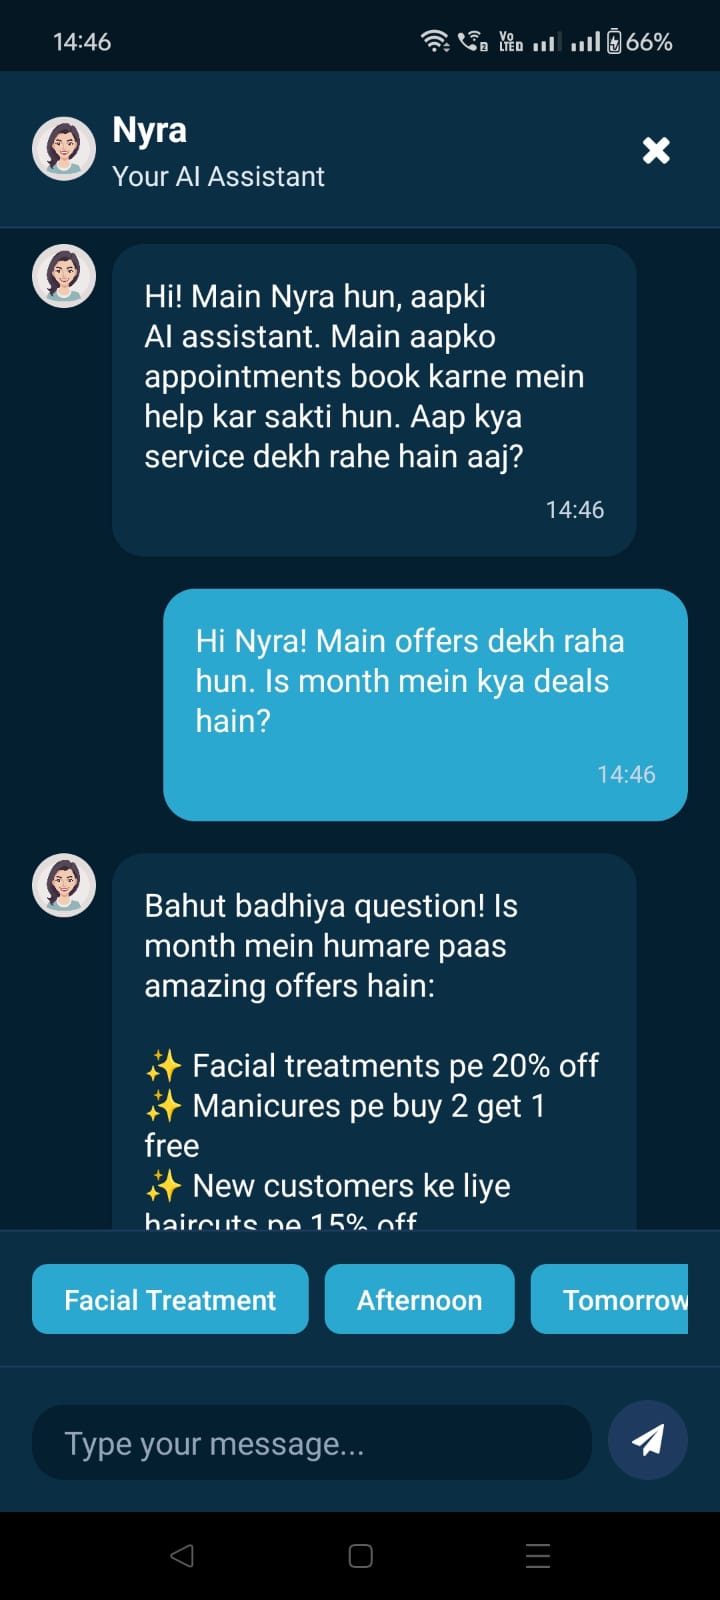 14:46
2
Vo
LTED
66%
Nyra
Your AI Assistant
Hi! Main Nyra hun, aapki
AI assistant. Main aapko
appointments book karne mein
help kar sakti hun. Aap kya
service dekh rahe hain aaj?
14:46
Hi Nyra! Main offers dekh raha
hun. Is month mein kya deals
hain?
14:46
Bahut badhiya question! Is
month mein humare paas
amazing offers hain:
✨ Facial treatments pe 20% off
✨ Manicures pe buy 2 get 1
free
✨ New customers ke liye
haircuts pe 15% off
Facial Treatment
Afternoon
Tomorrow
Type your message...